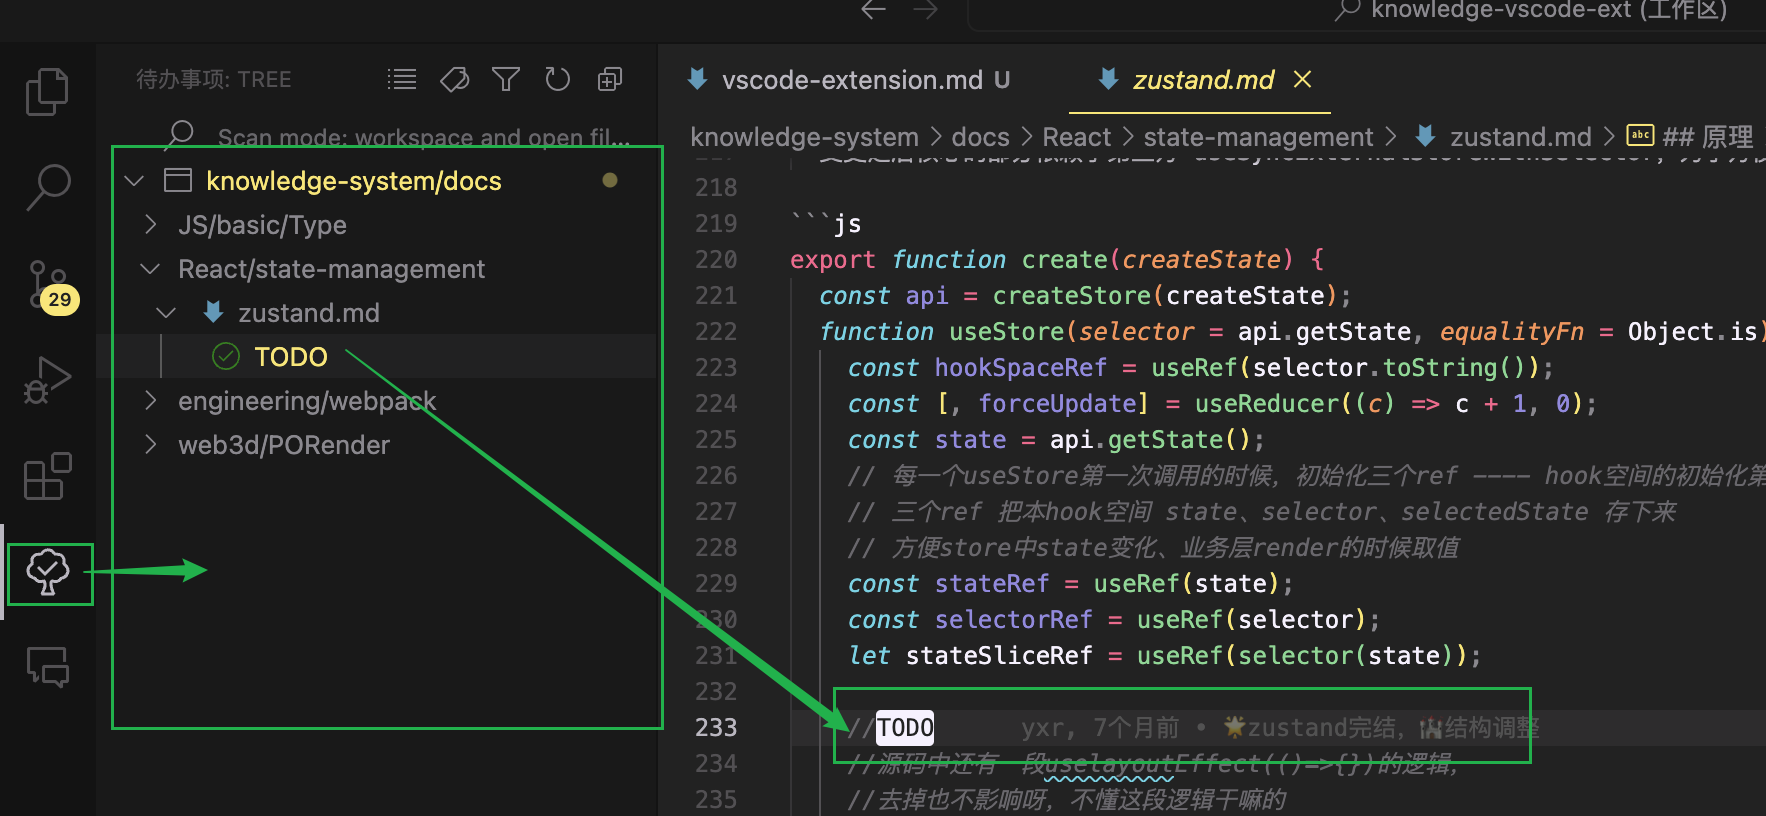 knowledge-vscode-ext (工作区)
待办事项: TREE
Scan mode: workspace and open fil...
knowledge-system/docs
JS/basic/Type
React/state-management
zustand.md
TODO
engineering/webpack
web3d/PORender
29
vscode-extension.md U
zustand.md
knowledge-system > docs > React > state-management > zustand.md > abc ## 原理
218
219 ```js
220 export function create(createState) {
221 const api = createStore(createState);
222 function useStore(selector = api.getState, equalityFn = Object.is)
223 const hookSpaceRef = useRef(selector.toString());
224 const [, forceUpdate] = useReducer((c) => c + 1, 0);
225 const state = api.getState();
226 // 每一个useStore第一次调用的时候，初始化三个ref ---- hook空间的初始化第
227 // 三个ref 把本hook空间 state、selector、selectedState 存下来
228 // 方便store中state变化、业务层render的时候取值
229 const stateRef = useRef(state);
230 const selectorRef = useRef(selector);
231 let stateSliceRef = useRef(selector(state));
232
233 //TODO yxr, 7个月前 • 🌟zustand完结，结构调整
234 //源码中还有一段uselayoutEffect(()=>{})的逻辑，
235 //去掉也不影响呀，不懂这段逻辑干嘛的